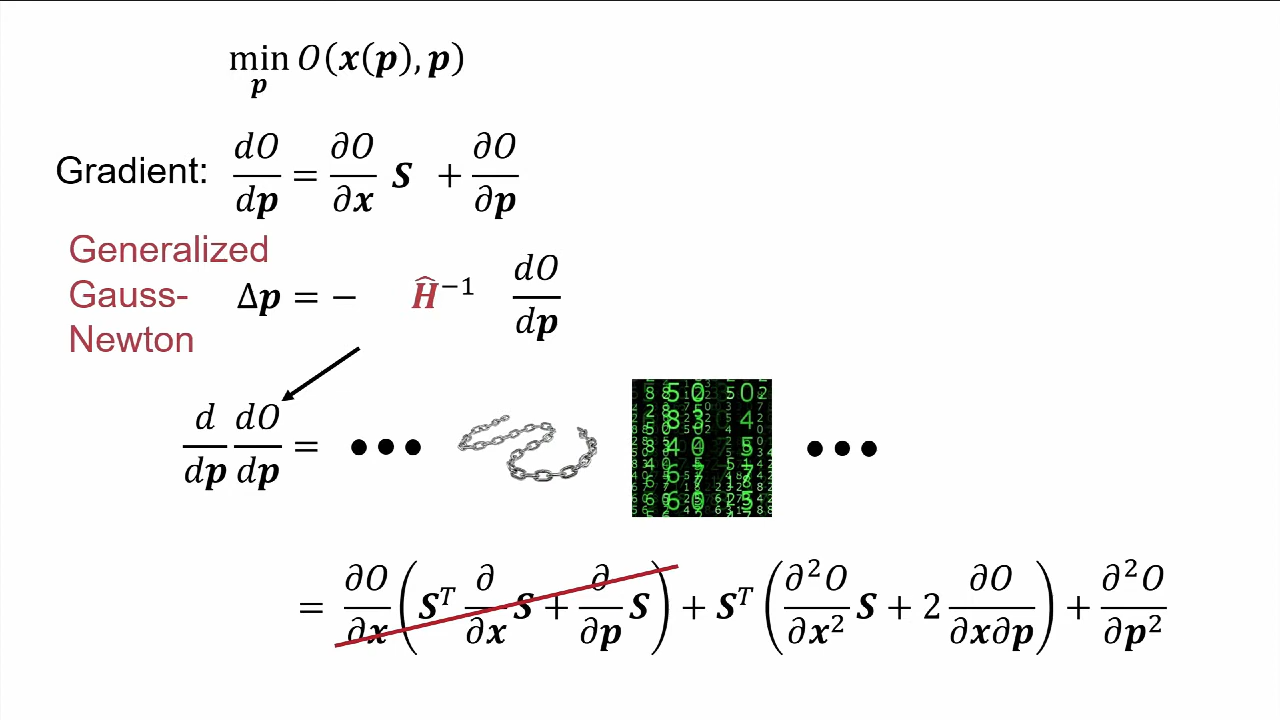 min O(x(p), p)
p
Gradient: dO/dp = ∂O/∂x S + ∂O/∂p
Generalized
Gauss-
Newton
Δp = − Ĥ⁻¹ dO/dp
d/dp dO/dp = ••• •••
= ∂O/∂x (Sᵀ ∂/∂x S + ∂/∂p S) + Sᵀ (∂²O/∂x² S + 2 ∂O/∂x∂p) + ∂²O/∂p²